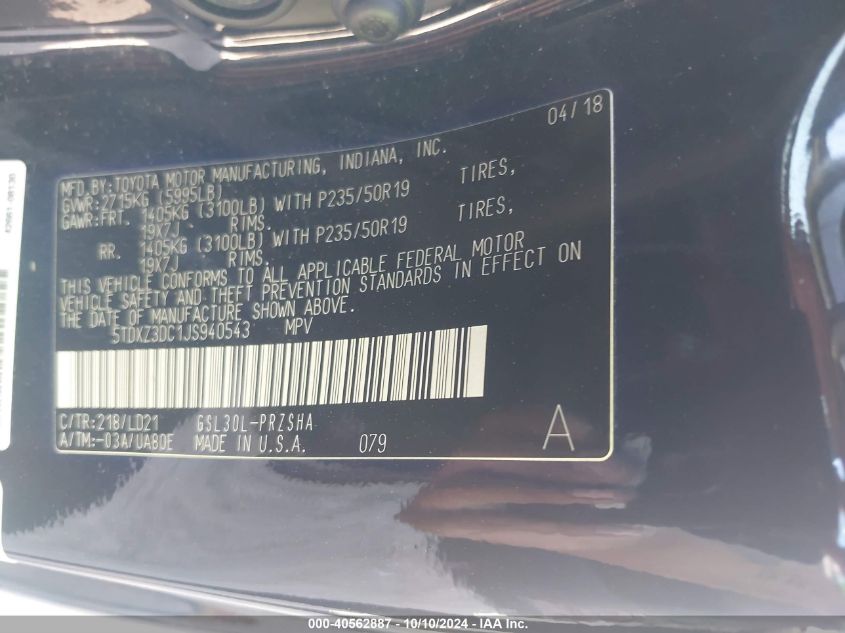 04/18
MFD.BY:TOYOTA MOTOR MANUFACTURING, INDIANA, INC.
GVWR:2715KG (5995LB)
GAWR:FRT. 1405KG (3100LB) WITH P235/50R19 TIRES,
19X7J RIMS.
RR. 1405KG (3100LB) WITH P235/50R19 TIRES,
19X7J RIMS.
THIS VEHICLE CONFORMS TO ALL APPLICABLE FEDERAL MOTOR
VEHICLE SAFETY AND THEFT PREVENTION STANDARDS IN EFFECT ON
THE DATE OF MANUFACTURE SHOWN ABOVE.
5TDXZ3DC1JS940543 MPV
C/TR:218/LD21 GSL30L-PRZSHA
A/TM:-03A/UA80E MADE IN U.S.A. 079 A
000-40562887 - 10/10/2024 - IAA Inc.